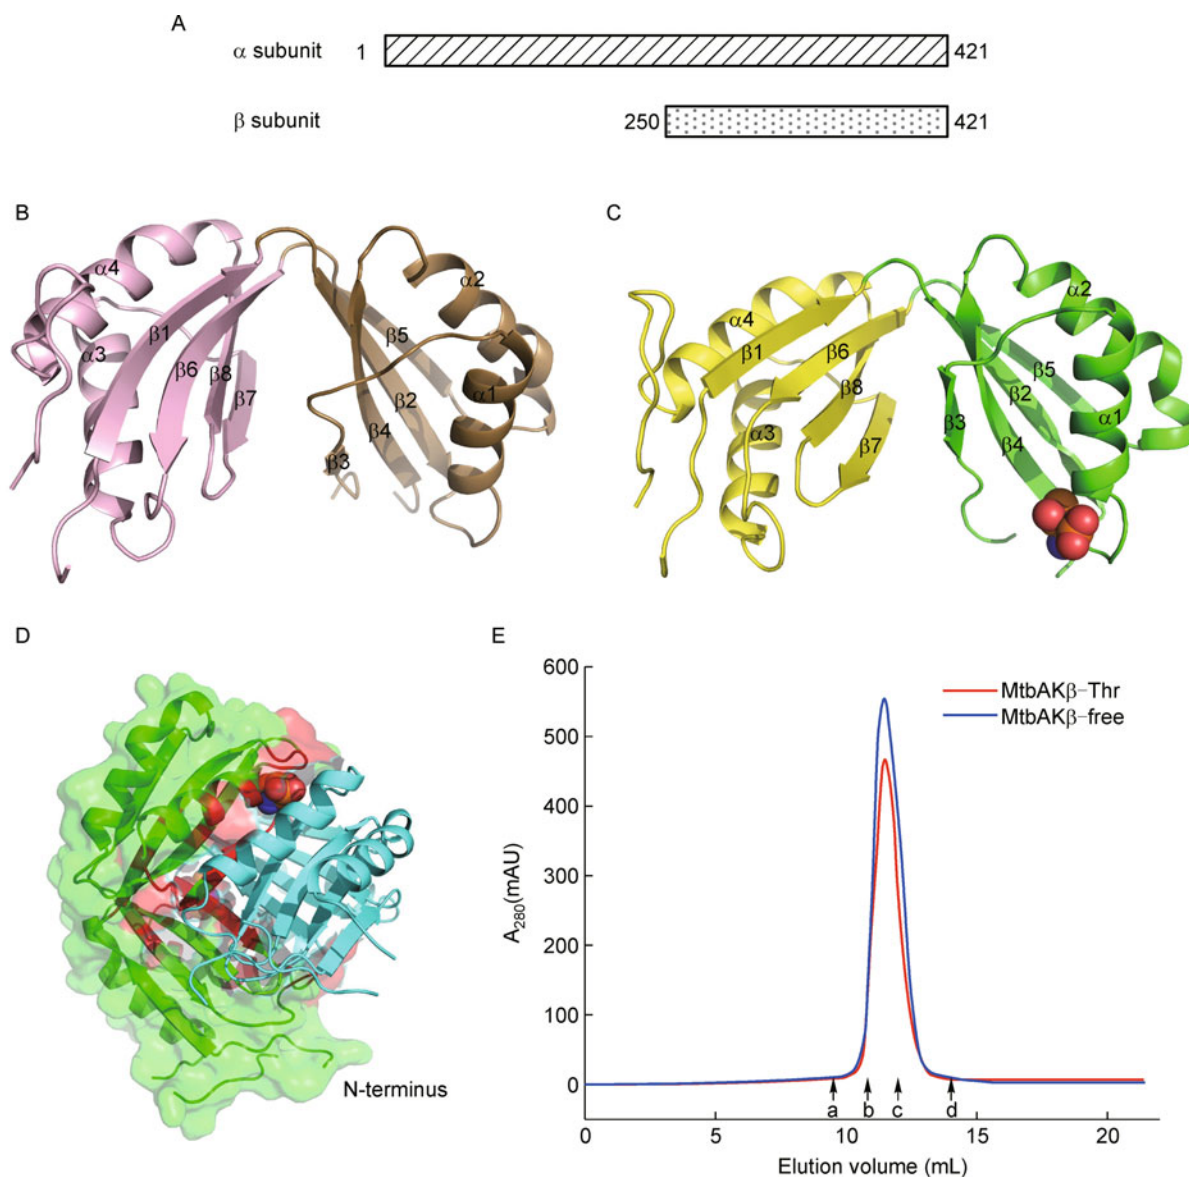 A
α subunit 1 421
β subunit 250 421
B
α4 α2
β1 β5
α3 β6 β8 β7 β2 α1
β4
β3
C
α4 α2
β1 β6 β5
β8 β2 α1
β3
α3 β7 β4
D
N-terminus
E
600
MtbAKβ–Thr
MtbAKβ–free
500
400
300
200
100
0
A280(mAU)
a b c d
0 5 10 15 20
Elution volume (mL)